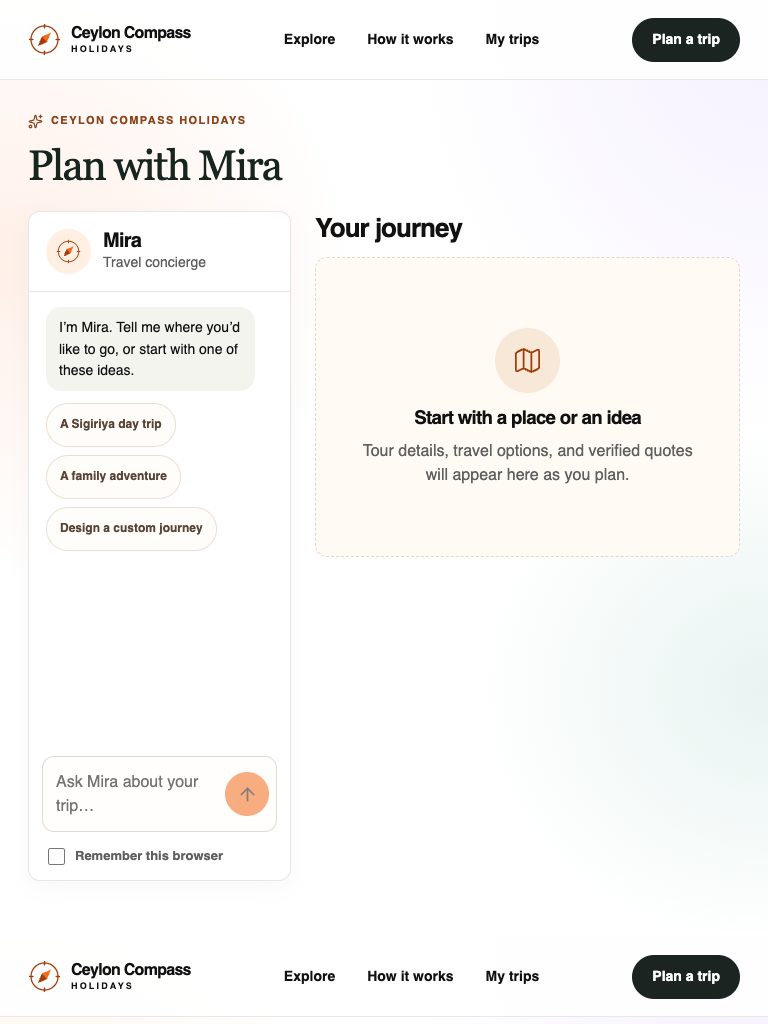 Ceylon Compass
HOLIDAYS
Explore
How it works
My trips
Plan a trip
CEYLON COMPASS HOLIDAYS
Plan with Mira
Mira
Travel concierge
I’m Mira. Tell me where you’d
like to go, or start with one of
these ideas.
A Sigiriya day trip
A family adventure
Design a custom journey
Ask Mira about your
trip…
Remember this browser
Your journey
Start with a place or an idea
Tour details, travel options, and verified quotes
will appear here as you plan.
Ceylon Compass
HOLIDAYS
Explore
How it works
My trips
Plan a trip